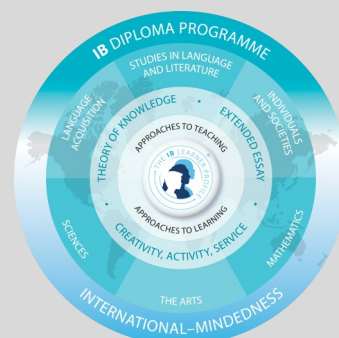 IB DIPLOMA PROGRAMME
STUDIES IN LANGUAGE
AND LITERATURE
LANGUAGE
ACQUISITION
INDIVIDUALS
AND SOCIETIES
THEORY OF KNOWLEDGE
EXTENDED ESSAY
APPROACHES TO TEACHING
THE IB LEARNER PROFILE
APPROACHES TO LEARNING
CREATIVITY, ACTIVITY, SERVICE
SCIENCES
MATHEMATICS
THE ARTS
INTERNATIONAL–MINDEDNESS